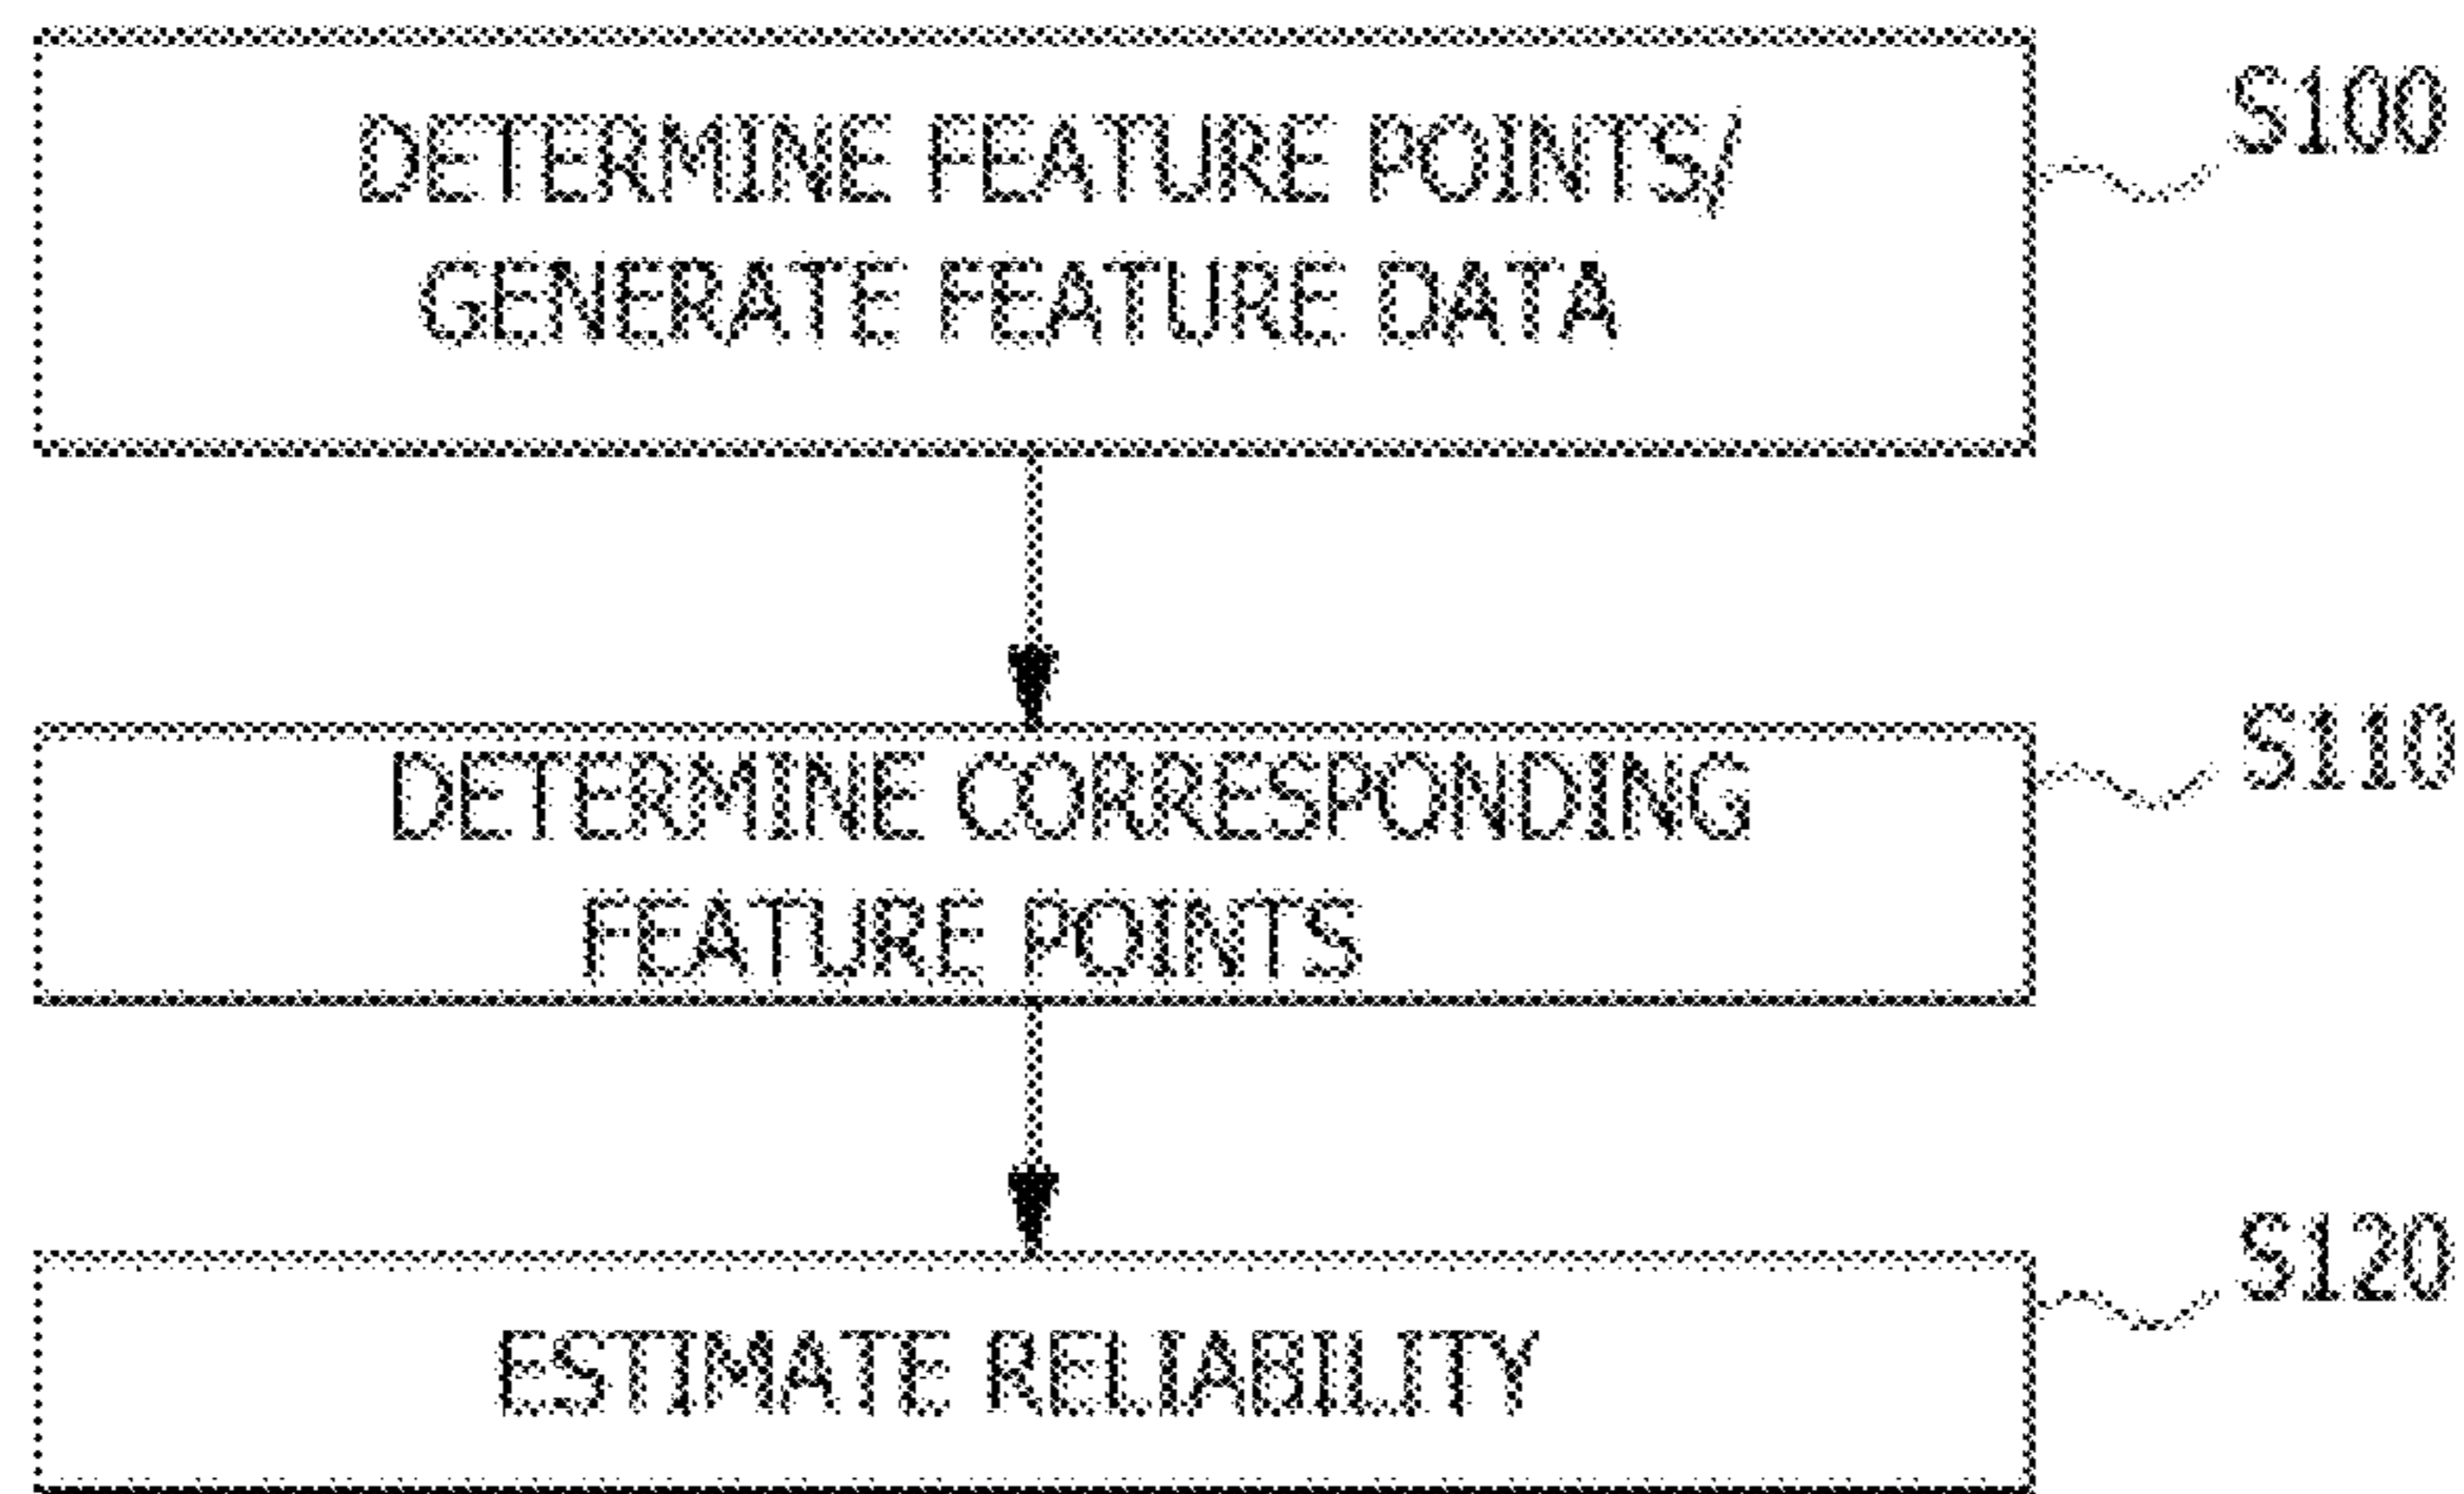 DETERMINE FEATURE POINTS/
GENERATE FEATURE DATA
S100
DETERMINE CORRESPONDING
FEATURE POINTS
S110
ESTIMATE RELIABILITY
S120